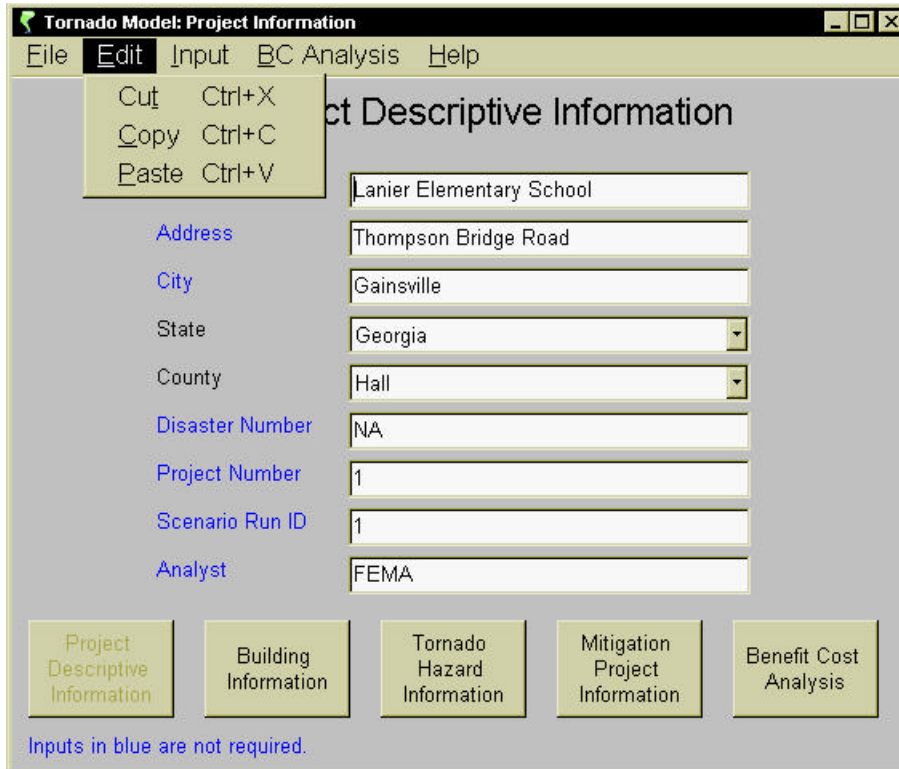 Tornado Model: Project Information
File Edit Input BC Analysis Help
Cut Ctrl+X
Copy Ctrl+C
Paste Ctrl+V
ct Descriptive Information
Lanier Elementary School
Address Thompson Bridge Road
City Gainsville
State Georgia
County Hall
Disaster Number NA
Project Number 1
Scenario Run ID 1
Analyst FEMA
Project Descriptive Information
Building Information
Tornado Hazard Information
Mitigation Project Information
Benefit Cost Analysis
Inputs in blue are not required.